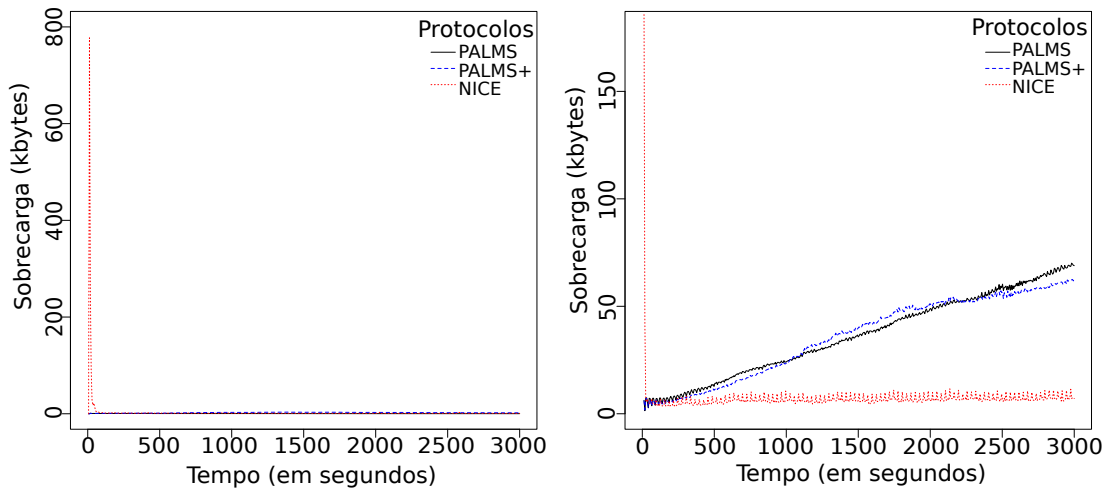 Protocolos
PALMS
PALMS+
NICE
Sobrecarga (kbytes)
800
600
400
200
0
0 500 1000 1500 2000 2500 3000
Tempo (em segundos)
Protocolos
PALMS
PALMS+
NICE
Sobrecarga (kbytes)
150
100
50
0
0 500 1000 1500 2000 2500 3000
Tempo (em segundos)